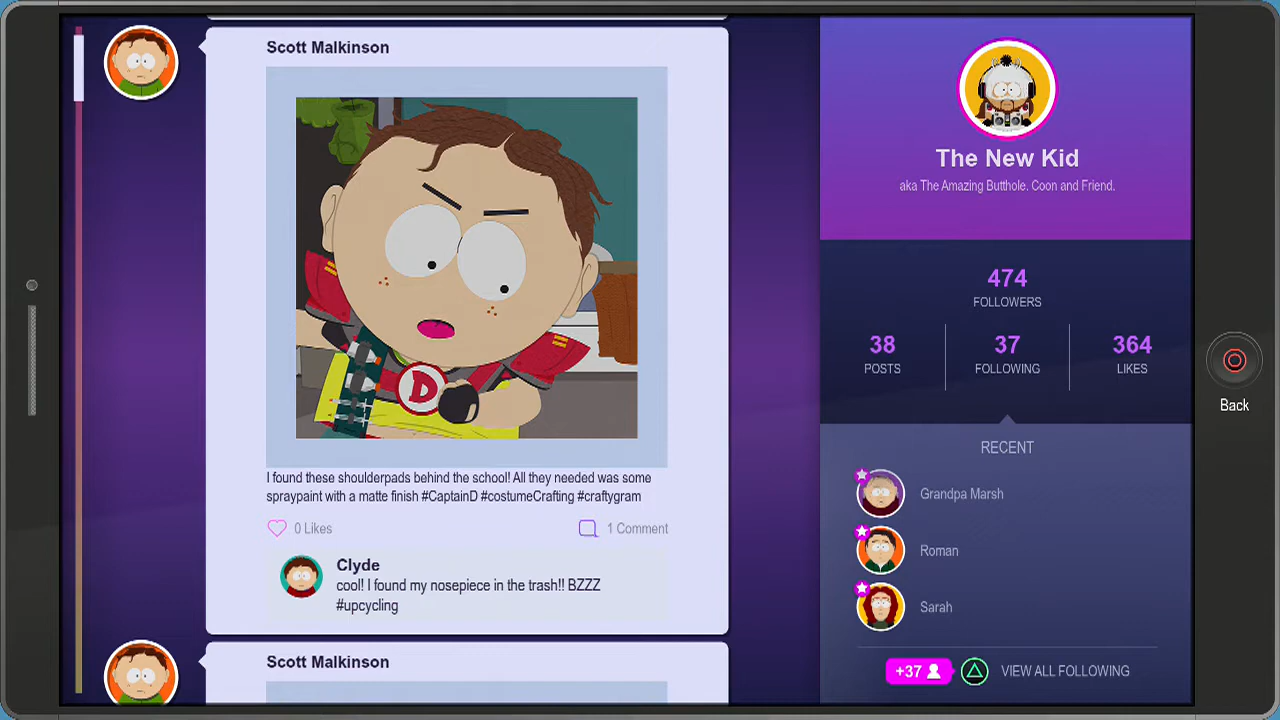 Scott Malkinson
D
I found these shoulderpads behind the school! All they needed was some
spraypaint with a matte finish #CaptainD #costumeCrafting #craftygram
0 Likes
1 Comment
Clyde
cool! I found my nosepiece in the trash!! BZZZ
#upcycling
Scott Malkinson
The New Kid
aka The Amazing Butthole. Coon and Friend.
474
FOLLOWERS
38
POSTS
37
FOLLOWING
364
LIKES
RECENT
Grandpa Marsh
Roman
Sarah
+37
VIEW ALL FOLLOWING
Back